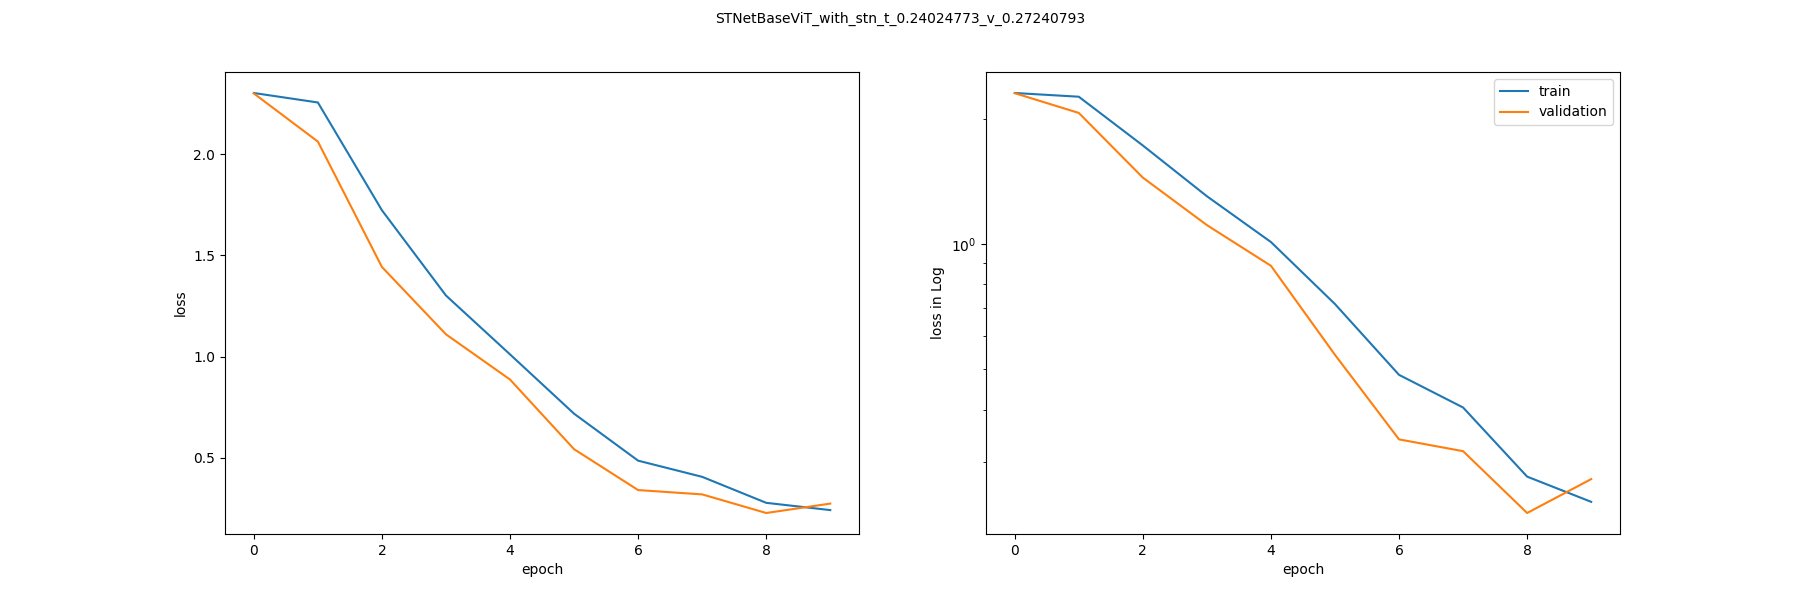 STNetBaseViT_with_stn_t_0.24024773_v_0.27240793
2.0
1.5
1.0
0.5
loss
0 2 4 6 8
epoch
10⁰
loss in Log
train
validation
0 2 4 6 8
epoch